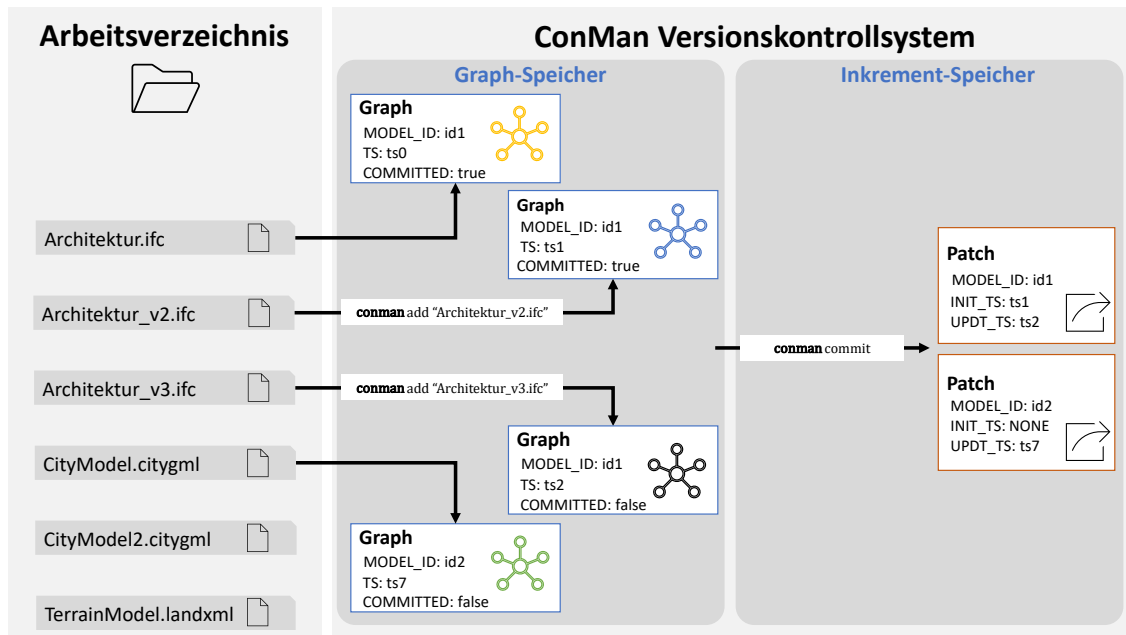 Arbeitsverzeichnis
Architektur.ifc
Architektur_v2.ifc
Architektur_v3.ifc
CityModel.citygml
CityModel2.citygml
TerrainModel.landxml
ConMan Versionskontrollsystem
Graph-Speicher
Graph
MODEL_ID: id1
TS: ts0
COMMITTED: true
Graph
MODEL_ID: id1
TS: ts1
COMMITTED: true
conman add “Architektur_v2.ifc”
conman add “Architektur_v3.ifc”
Graph
MODEL_ID: id1
TS: ts2
COMMITTED: false
Graph
MODEL_ID: id2
TS: ts7
COMMITTED: false
Inkrement-Speicher
conman commit
Patch
MODEL_ID: id1
INIT_TS: ts1
UPDT_TS: ts2
Patch
MODEL_ID: id2
INIT_TS: NONE
UPDT_TS: ts7